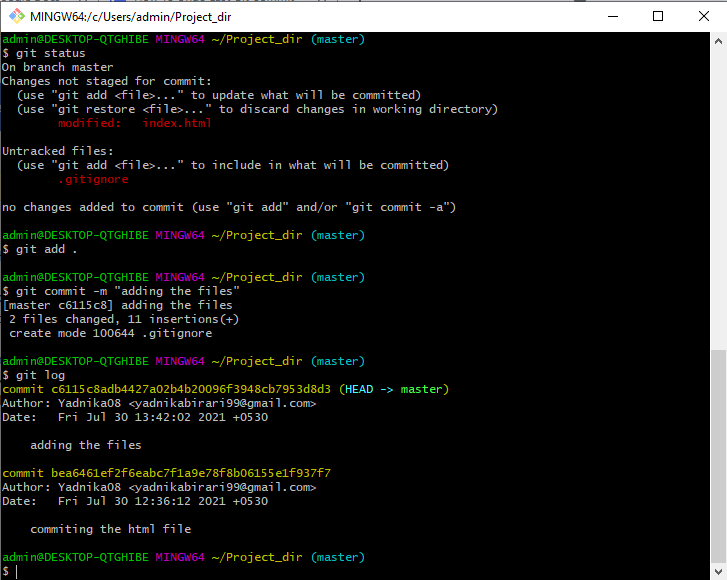 MINGW64:/c/Users/admin/Project_dir
admin@DESKTOP-QTGHIBE MINGW64 ~/Project_dir (master)
$ git status
On branch master
Changes not staged for commit:
  (use "git add <file>..." to update what will be committed)
  (use "git restore <file>..." to discard changes in working directory)
        modified:   index.html

Untracked files:
  (use "git add <file>..." to include in what will be committed)
        .gitignore

no changes added to commit (use "git add" and/or "git commit -a")

admin@DESKTOP-QTGHIBE MINGW64 ~/Project_dir (master)
$ git add .

admin@DESKTOP-QTGHIBE MINGW64 ~/Project_dir (master)
$ git commit -m "adding the files"
[master c6115c8] adding the files
 2 files changed, 11 insertions(+)
 create mode 100644 .gitignore

admin@DESKTOP-QTGHIBE MINGW64 ~/Project_dir (master)
$ git log
commit c6115c8adb4427a02b4b20096f3948cb7953d8d3 (HEAD -> master)
Author: Yadnika08 <yadnikabirari99@gmail.com>
Date:   Fri Jul 30 13:42:02 2021 +0530

    adding the files

commit bea6461ef2f6eabc7f1a9e78f8b06155e1f937f7
Author: Yadnika08 <yadnikabirari99@gmail.com>
Date:   Fri Jul 30 12:36:12 2021 +0530

    commiting the html file

admin@DESKTOP-QTGHIBE MINGW64 ~/Project_dir (master)
$